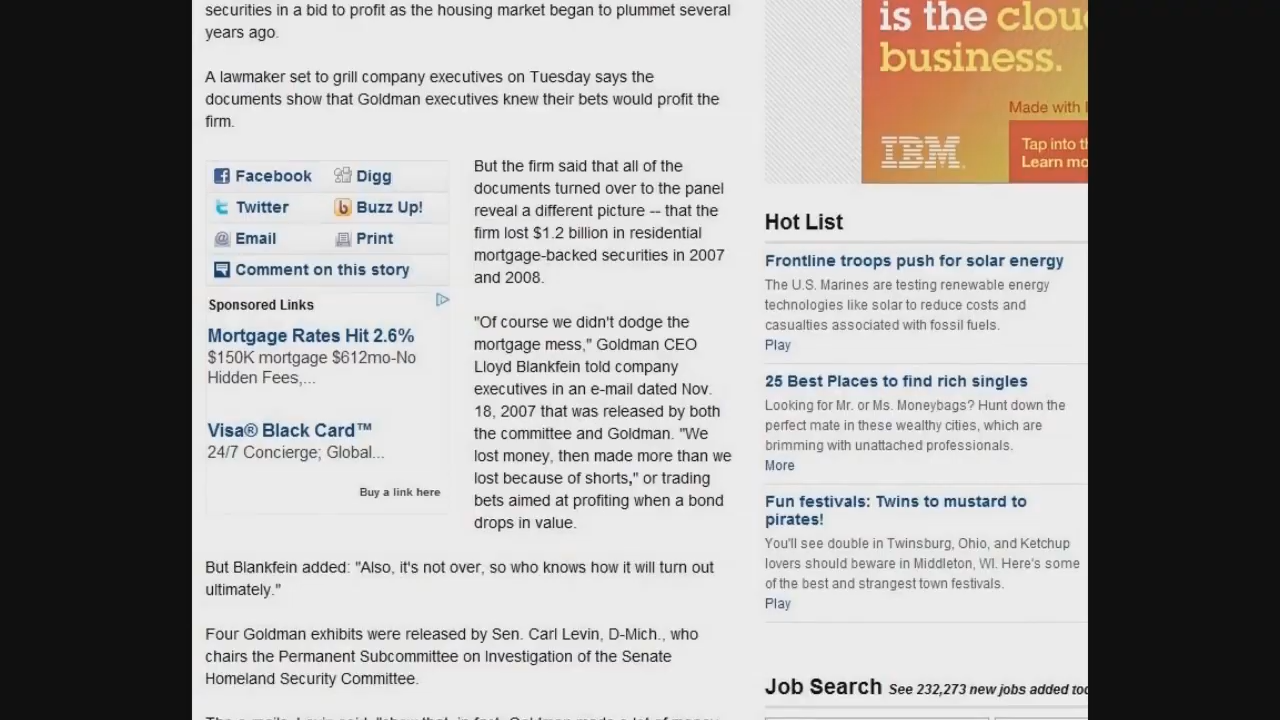 securities in a bid to profit as the housing market began to plummet several
years ago.
A lawmaker set to grill company executives on Tuesday says the
documents show that Goldman executives knew their bets would profit the
firm.
Facebook
Digg
Twitter
Buzz Up!
Email
Print
Comment on this story
Sponsored Links
Mortgage Rates Hit 2.6%
$150K mortgage $612mo-No
Hidden Fees,...
Visa® Black Card™
24/7 Concierge; Global...
Buy a link here
But the firm said that all of the
documents turned over to the panel
reveal a different picture -- that the
firm lost $1.2 billion in residential
mortgage-backed securities in 2007
and 2008.
"Of course we didn't dodge the
mortgage mess," Goldman CEO
Lloyd Blankfein told company
executives in an e-mail dated Nov.
18, 2007 that was released by both
the committee and Goldman. "We
lost money, then made more than we
lost because of shorts," or trading
bets aimed at profiting when a bond
drops in value.
But Blankfein added: "Also, it's not over, so who knows how it will turn out
ultimately."
Four Goldman exhibits were released by Sen. Carl Levin, D-Mich., who
chairs the Permanent Subcommittee on Investigation of the Senate
Homeland Security Committee.
is the
business.
Made with
IBM
Tap into
Learn
Hot List
Frontline troops push for solar energy
The U.S. Marines are testing renewable energy
technologies like solar to reduce costs and
casualties associated with fossil fuels.
Play
25 Best Places to find rich singles
Looking for Mr. or Ms. Moneybags? Hunt down the
perfect mate in these wealthy cities, which are
brimming with unattached professionals.
More
Fun festivals: Twins to mustard to
pirates!
You'll see double in Twinsburg, Ohio, and Ketchup
lovers should beware in Middleton, WI. Here's some
of the best and strangest town festivals.
Play
Job Search See 232,273 new jobs added